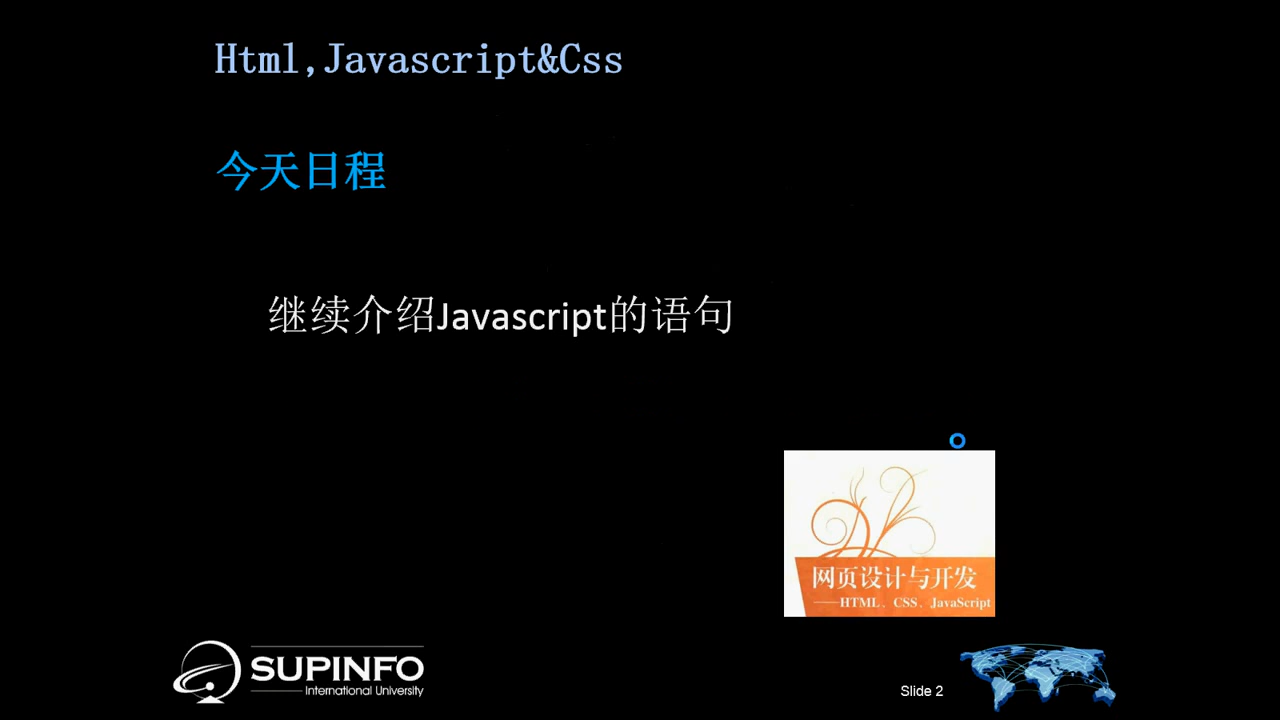 Html,Javascript&Css
今天日程
继续介绍Javascript的语句
网页设计与开发
——HTML、CSS、JavaScript
SUPINFO
International University
Slide 2